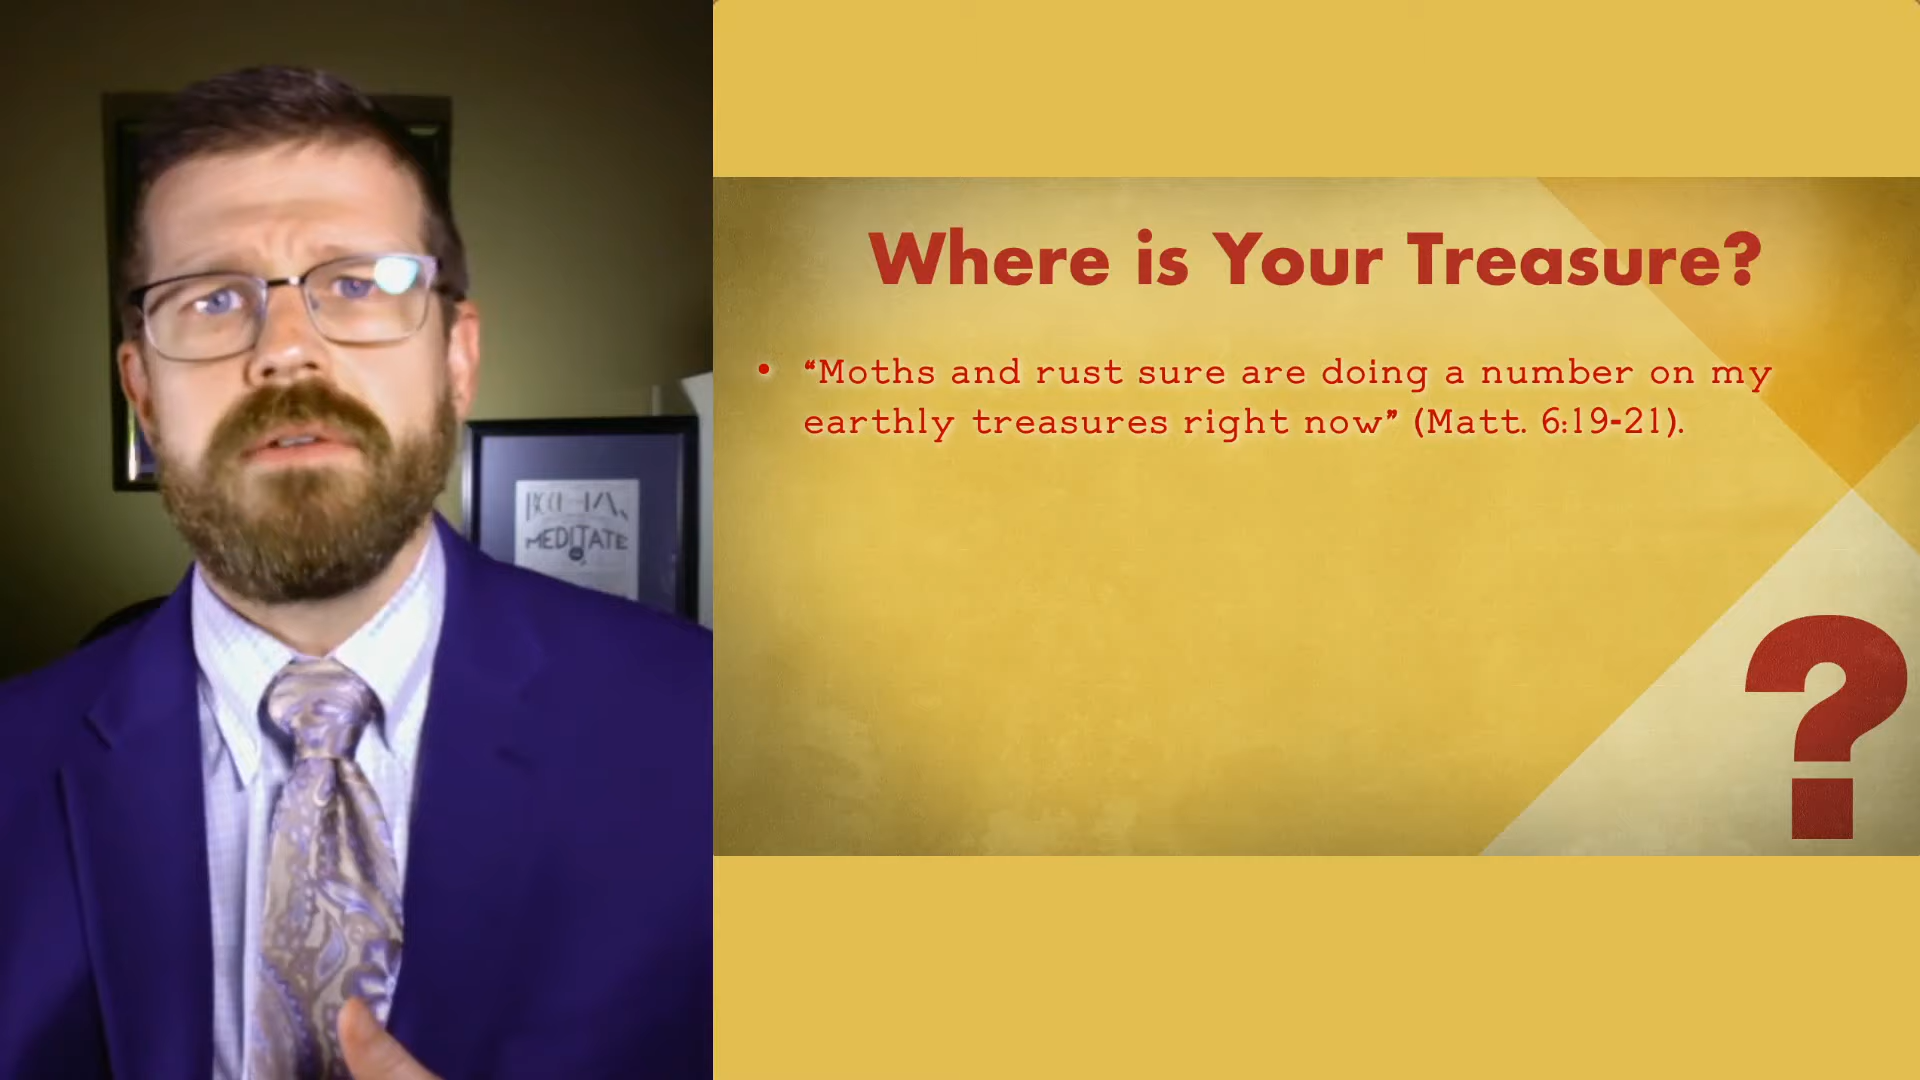 Where is Your Treasure?
• “Moths and rust sure are doing a number on my
earthly treasures right now” (Matt. 6:19-21).
?
MEDITATE